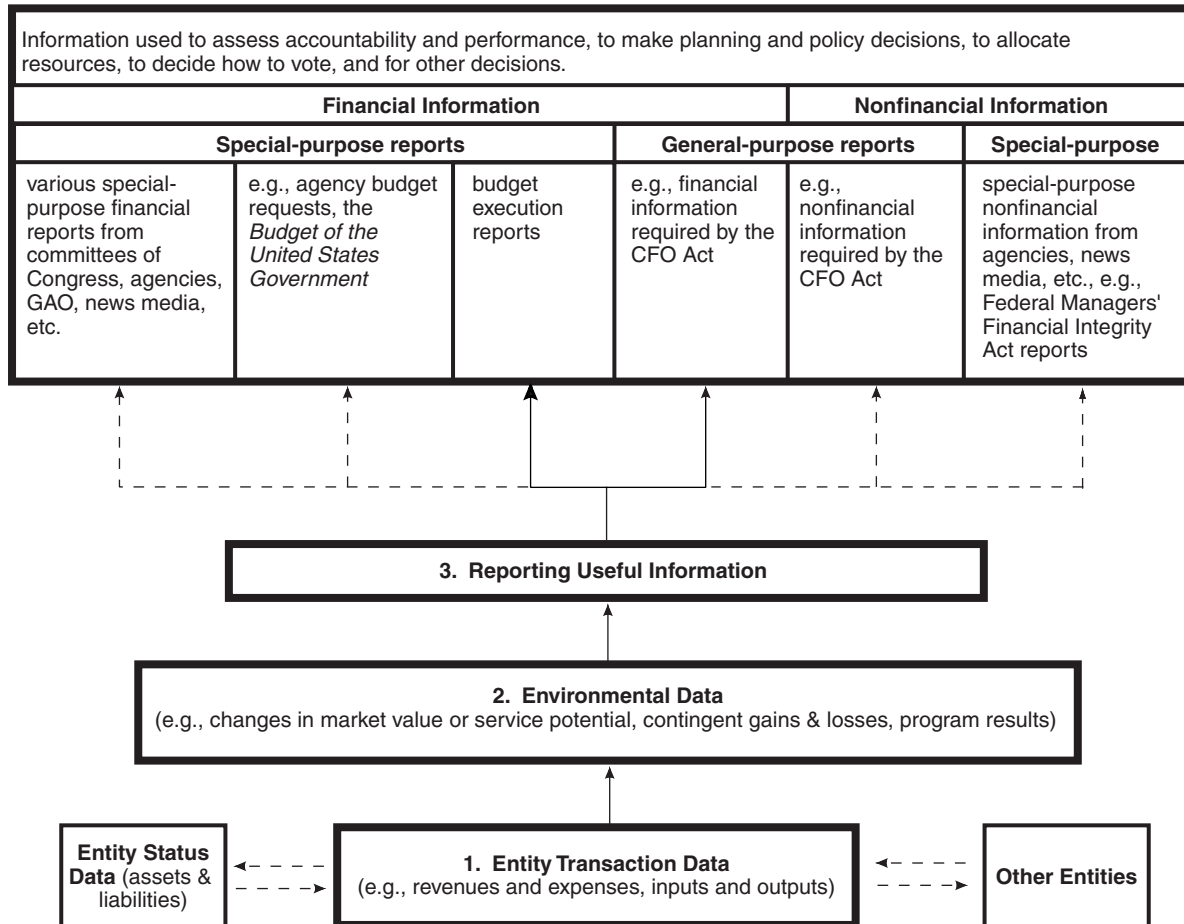 Information used to assess accountability and performance, to make planning and policy decisions, to allocate
resources, to decide how to vote, and for other decisions.
Financial Information
Nonfinancial Information
Special-purpose reports
General-purpose reports
Special-purpose
various special-
purpose financial
reports from
committees of
Congress, agencies,
GAO, news media,
etc.
e.g., agency budget
requests, the
Budget of the
United States
Government
budget
execution
reports
e.g., financial
information
required by the
CFO Act
e.g.,
nonfinancial
information
required by the
CFO Act
special-purpose
nonfinancial
information from
agencies, news
media, etc., e.g.,
Federal Managers'
Financial Integrity
Act reports
3. Reporting Useful Information
2. Environmental Data
(e.g., changes in market value or service potential, contingent gains & losses, program results)
Entity Status
Data (assets &
liabilities)
1. Entity Transaction Data
(e.g., revenues and expenses, inputs and outputs)
Other Entities